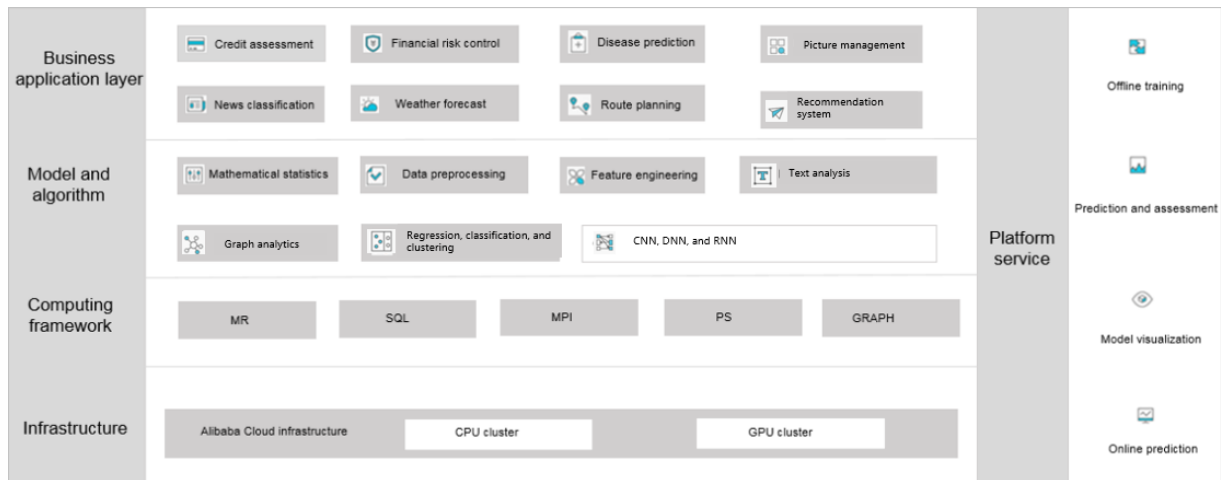 Business
application layer
Credit assessment
Financial risk control
Disease prediction
Picture management
News classification
Weather forecast
Route planning
Recommendation
system
Model and
algorithm
Mathematical statistics
Data preprocessing
Feature engineering
Text analysis
Graph analytics
Regression, classification, and
clustering
CNN, DNN, and RNN
Computing
framework
MR
SQL
MPI
PS
GRAPH
Infrastructure
Alibaba Cloud infrastructure
CPU cluster
GPU cluster
Platform
service
Offline training
Prediction and assessment
Model visualization
Online prediction